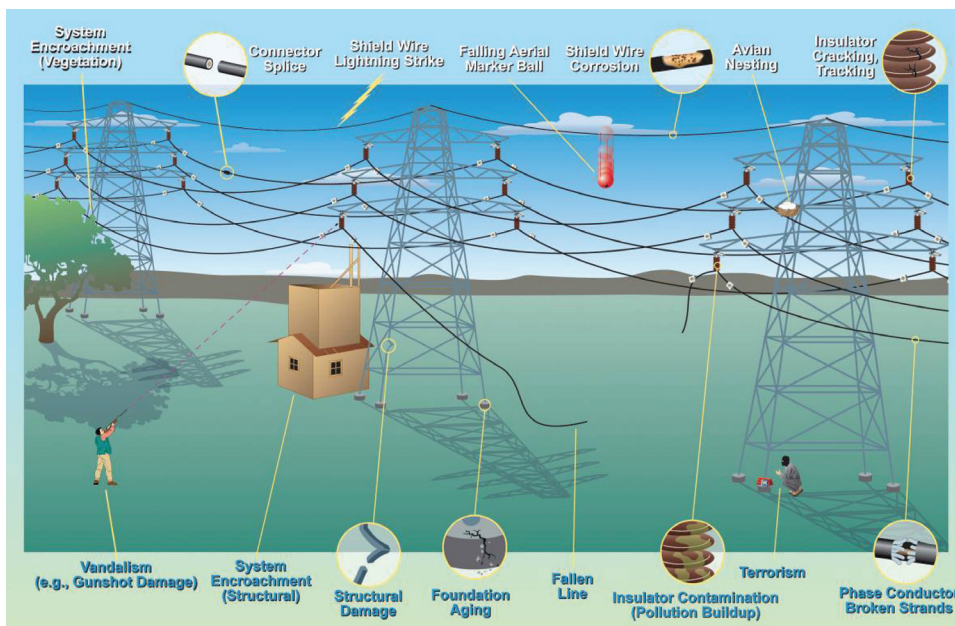 System
Encroachment
(Vegetation)
Connector
Splice
Shield Wire
Lightning Strike
Falling Aerial
Marker Ball
Shield Wire
Corrosion
Avian
Nesting
Insulator
Cracking,
Tracking
Vandalism
(e.g., Gunshot Damage)
System
Encroachment
(Structural)
Structural
Damage
Foundation
Aging
Fallen
Line
Insulator Contamination
(Pollution Buildup)
Terrorism
Phase Conductor
Broken Strands